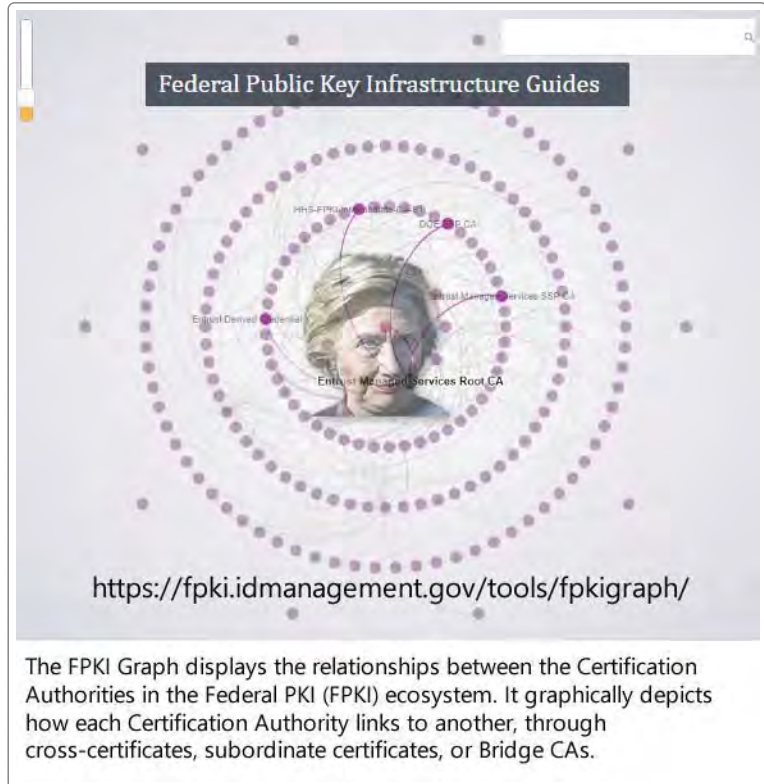 Federal Public Key Infrastructure Guides
DOE SSP CA
Entrust Managed Services SSP CA
Entrust Derived Credential
Entrust Managed Services Root CA
https://fpki.idmanagement.gov/tools/fpkigraph/
The FPKI Graph displays the relationships between the Certification
Authorities in the Federal PKI (FPKI) ecosystem. It graphically depicts
how each Certification Authority links to another, through
cross-certificates, subordinate certificates, or Bridge CAs.